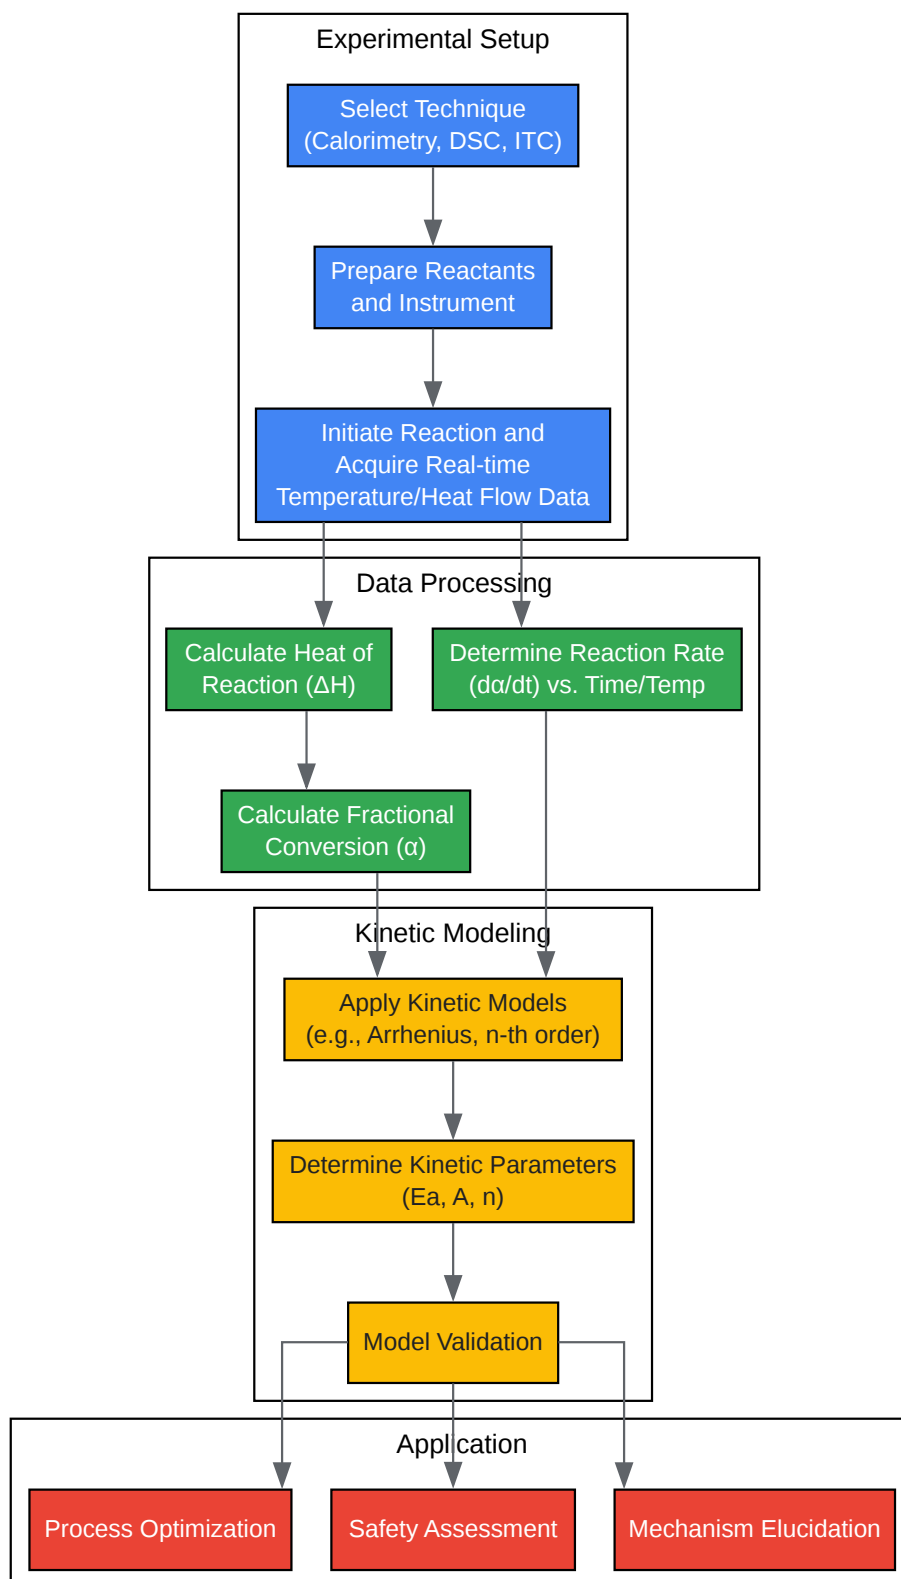 Experimental Setup
Select Technique
(Calorimetry, DSC, ITC)
Prepare Reactants
and Instrument
Initiate Reaction and
Acquire Real-time
Temperature/Heat Flow Data
Data Processing
Calculate Heat of
Reaction (ΔH)
Determine Reaction Rate
(dα/dt) vs. Time/Temp
Calculate Fractional
Conversion (α)
Kinetic Modeling
Apply Kinetic Models
(e.g., Arrhenius, n-th order)
Determine Kinetic Parameters
(Ea, A, n)
Model Validation
Application
Process Optimization
Safety Assessment
Mechanism Elucidation